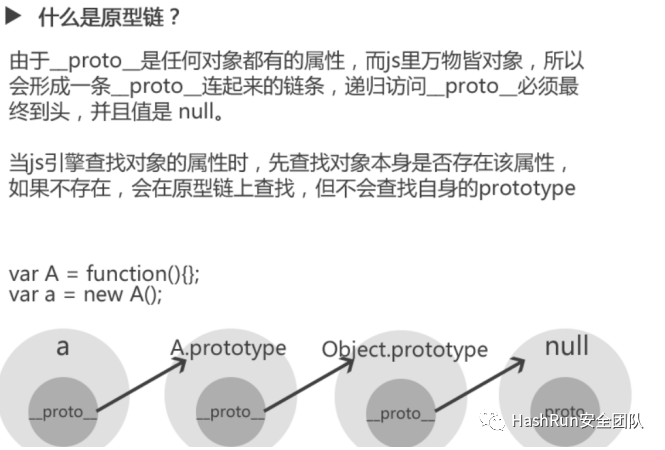 什么是原型链？
由于__proto__是任何对象都有的属性，而js里万物皆对象，所以
会形成一条__proto__连起来的链条，递归访问__proto__必须最
终到头，并且值是 null。
当js引擎查找对象的属性时，先查找对象本身是否存在该属性，
如果不存在，会在原型链上查找，但不会查找自身的prototype
var A = function(){};
var a = new A();
a
A.prototype
Object.prototype
null
__proto__
__proto__
__proto__
proto
HashRun安全团队